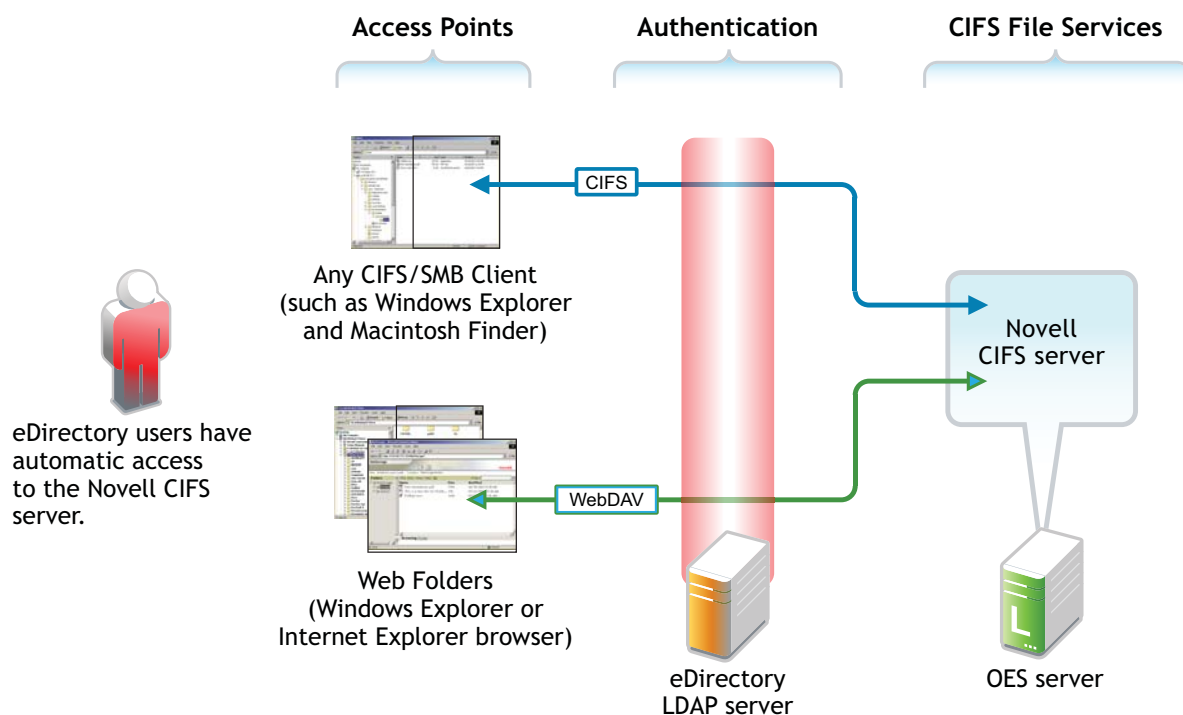 Access Points
Authentication
CIFS File Services
CIFS
Any CIFS/SMB Client
(such as Windows Explorer
and Macintosh Finder)
Novell
CIFS server
eDirectory users have
automatic access
to the Novell CIFS
server.
WebDAV
Web Folders
(Windows Explorer or
Internet Explorer browser)
L
eDirectory
LDAP server
OES server